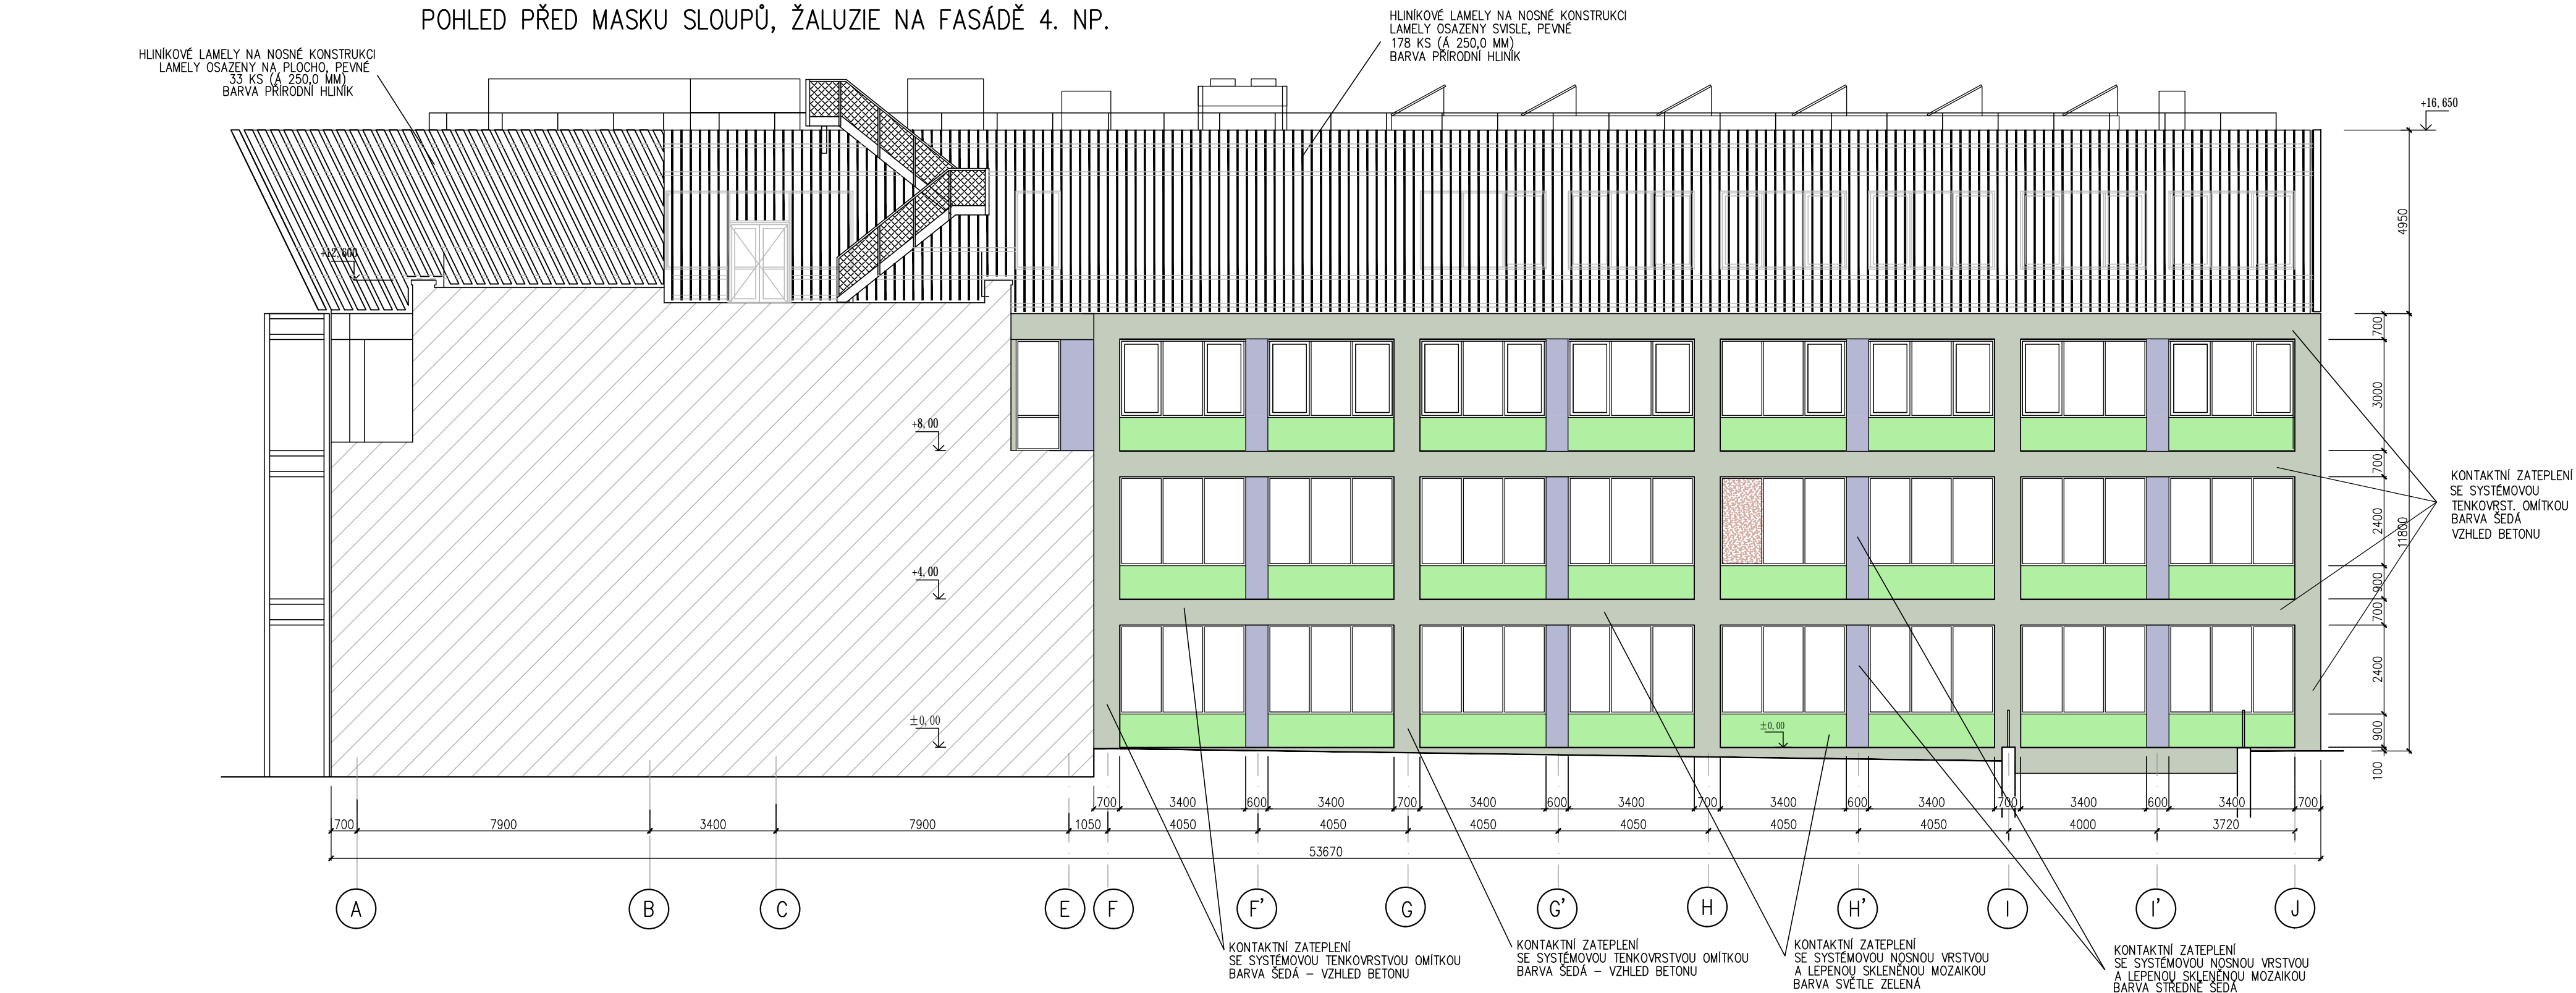 POHLED PŘED MASKU SLOUPŮ, ŽALUZIE NA FASÁDĚ 4. NP.
HLINÍKOVÉ LAMELY NA NOSNÉ KONSTRUKCI
LAMELY OSAZENY NA PLOCHO, PEVNÉ
33 KS (Á 250,0 MM)
BARVA PŘÍRODNÍ HLINÍK
HLINÍKOVÉ LAMELY NA NOSNÉ KONSTRUKCI
LAMELY OSAZENY SVISLE, PEVNÉ
178 KS (Á 250,0 MM)
BARVA PŘÍRODNÍ HLINÍK
+16,650
+12,600
+8,00
+4,00
±0,00
±0,00
4950
700
3000
700
2400
11800
900
700
2400
900
100
KONTAKTNÍ ZATEPLENÍ
SE SYSTÉMOVOU
TENKOVRST. OMÍTKOU
BARVA ŠEDÁ
VZHLED BETONU
700 3400 600 3400 700 3400 600 3400 700 3400 600 3400 700 3400 600 3400 700
700 7900 3400 7900 1050 4050 4050 4050 4050 4050 4050 4000 3720
53670
A B C E F F' G G' H H' I I' J
KONTAKTNÍ ZATEPLENÍ
SE SYSTÉMOVOU TENKOVRSTVOU OMÍTKOU
BARVA ŠEDÁ – VZHLED BETONU
KONTAKTNÍ ZATEPLENÍ
SE SYSTÉMOVOU TENKOVRSTVOU OMÍTKOU
BARVA ŠEDÁ – VZHLED BETONU
KONTAKTNÍ ZATEPLENÍ
SE SYSTÉMOVOU NOSNOU VRSTVOU
A LEPENOU SKLENĚNOU MOZAIKOU
BARVA SVĚTLE ZELENÁ
KONTAKTNÍ ZATEPLENÍ
SE SYSTÉMOVOU NOSNOU VRSTVOU
A LEPENOU SKLENĚNOU MOZAIKOU
BARVA STŘEDNĚ ŠEDÁ